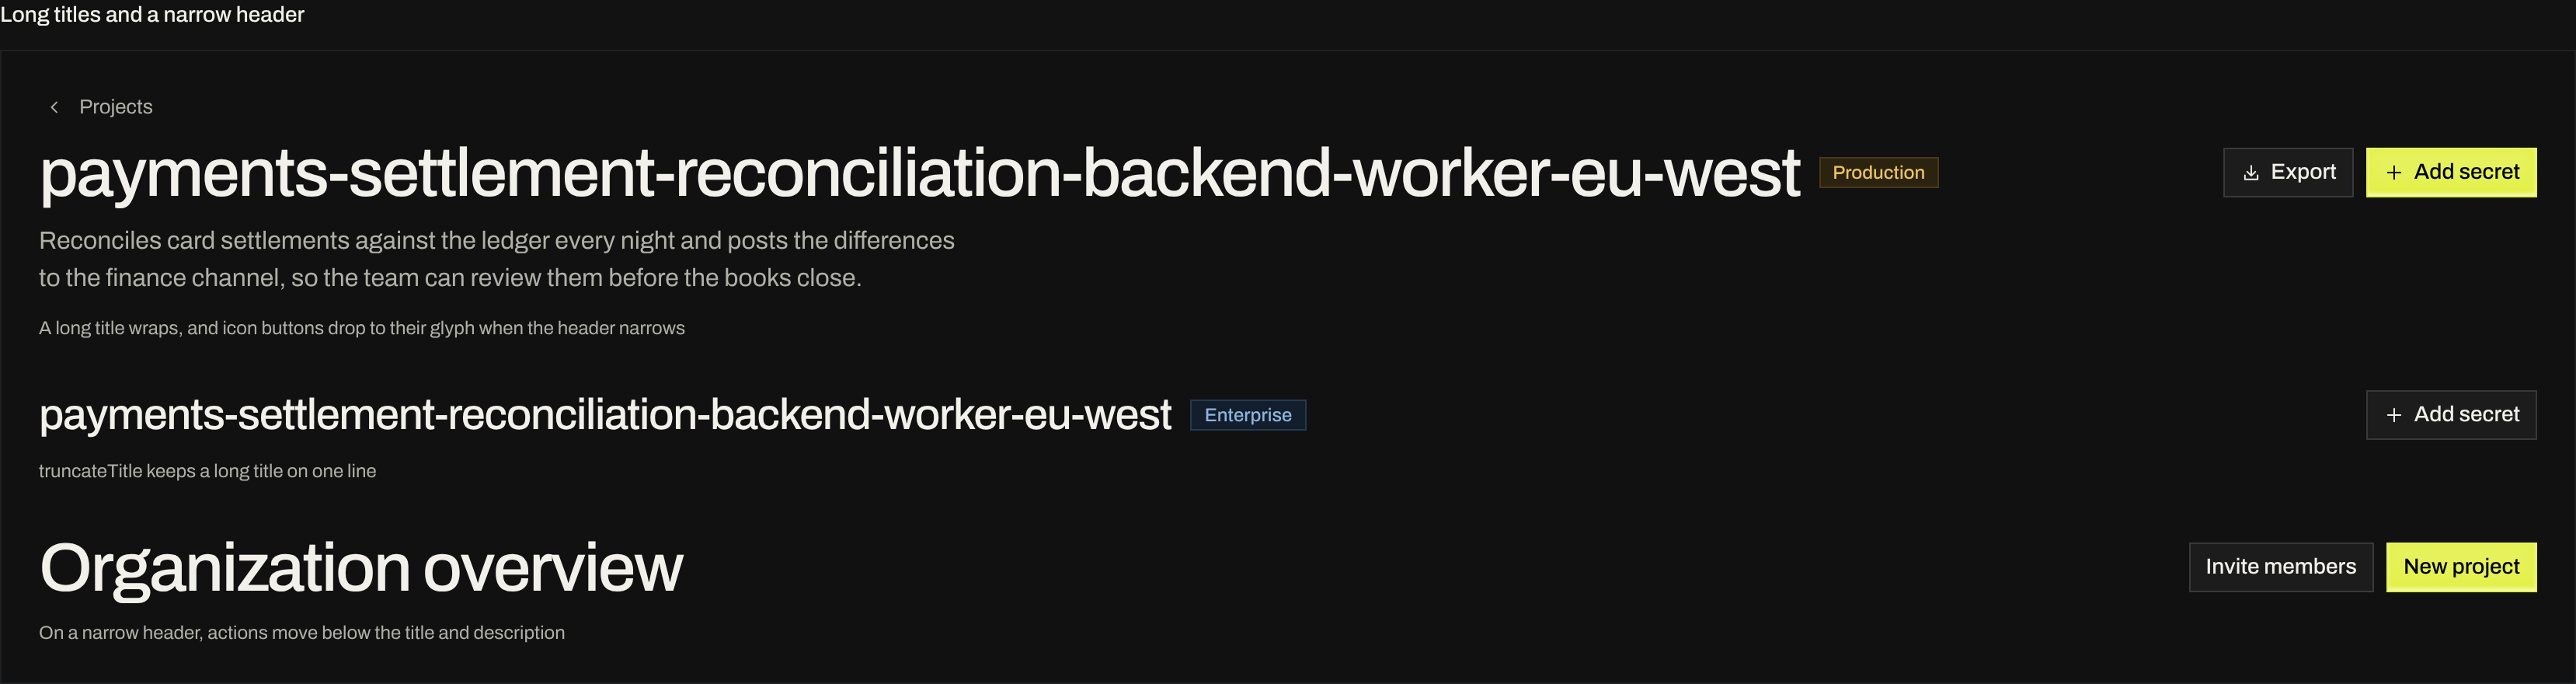 Long titles and a narrow header
Projects
payments-settlement-reconciliation-backend-worker-eu-west Production Export Add secret
Reconciles card settlements against the ledger every night and posts the differences
to the finance channel, so the team can review them before the books close.
A long title wraps, and icon buttons drop to their glyph when the header narrows
payments-settlement-reconciliation-backend-worker-eu-west Enterprise Add secret
truncateTitle keeps a long title on one line
Organization overview Invite members New project
On a narrow header, actions move below the title and description